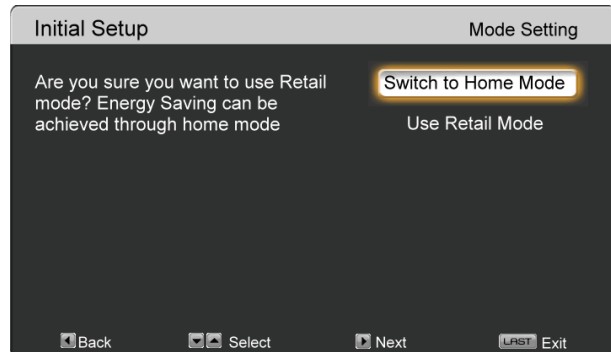 Initial Setup
Mode Setting
Are you sure you want to use Retail
mode? Energy Saving can be
achieved through home mode
Switch to Home Mode
Use Retail Mode
Back
Select
Next
LAST Exit